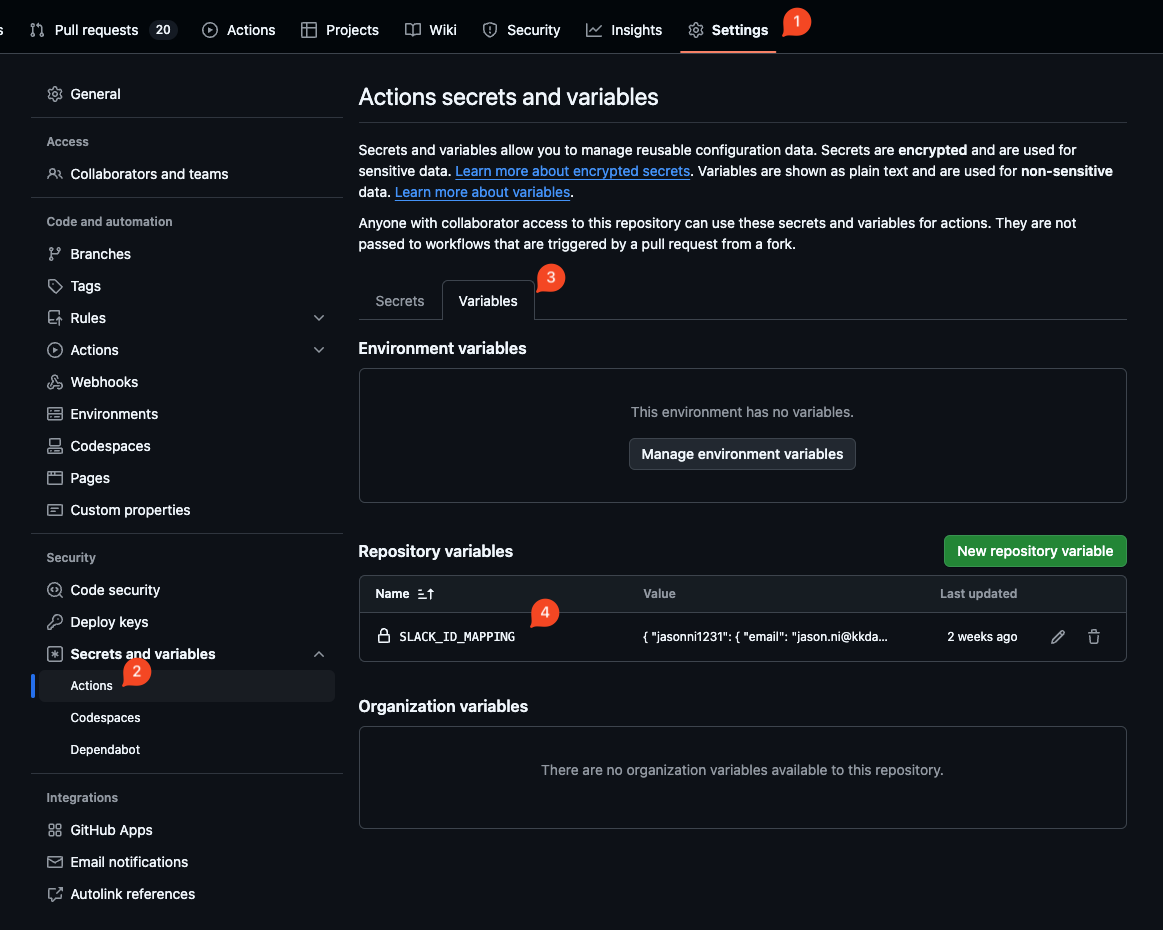 s Pull requests 20 Actions Projects Wiki Security Insights Settings 1
General
Access
Collaborators and teams
Code and automation
Branches
Tags
Rules
Actions
Webhooks
Environments
Codespaces
Pages
Custom properties
Security
Code security
Deploy keys
Secrets and variables
Actions 2
Codespaces
Dependabot
Integrations
GitHub Apps
Email notifications
Autolink references
Actions secrets and variables
Secrets and variables allow you to manage reusable configuration data. Secrets are encrypted and are used for
sensitive data. Learn more about encrypted secrets. Variables are shown as plain text and are used for non-sensitive
data. Learn more about variables.
Anyone with collaborator access to this repository can use these secrets and variables for actions. They are not
passed to workflows that are triggered by a pull request from a fork.
Secrets Variables 3
Environment variables
This environment has no variables.
Manage environment variables
Repository variables New repository variable
Name Value Last updated
SLACK_ID_MAPPING 4 { "jasonni1231": { "email": "jason.ni@kkda... 2 weeks ago
Organization variables
There are no organization variables available to this repository.